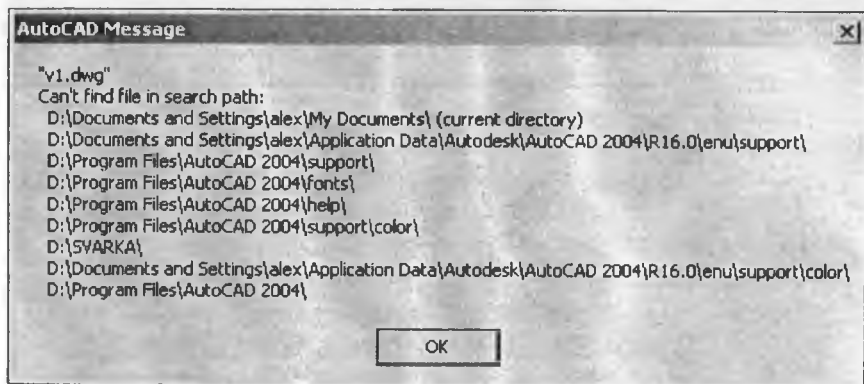 AutoCAD Message
"v1.dwg"
Can't find file in search path:
D:\Documents and Settings\alex\My Documents\ (current directory)
D:\Documents and Settings\alex\Application Data\Autodesk\AutoCAD 2004\R16.0\enu\support\
D:\Program Files\AutoCAD 2004\support\
D:\Program Files\AutoCAD 2004\fonts\
D:\Program Files\AutoCAD 2004\help\
D:\Program Files\AutoCAD 2004\support\color\
D:\SVARKA\
D:\Documents and Settings\alex\Application Data\Autodesk\AutoCAD 2004\R16.0\enu\support\color\
D:\Program Files\AutoCAD 2004\
OK